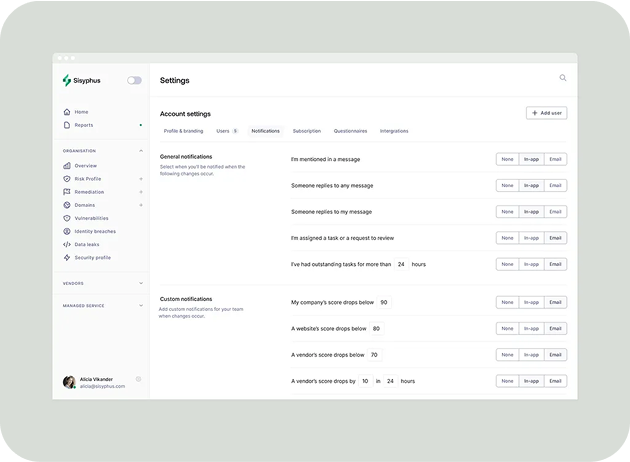 Sisyphus
Home
Reports
ORGANISATION
Overview
Risk Profile
Remediation
Domains
Vulnerabilities
Identity breaches
Data leaks
Security profile
VENDORS
MANAGED SERVICE
Alicia Vikander
alicia@sisyphus.com
Settings
Account settings
Add user
Profile & branding Users 3 Notifications Subscription Questionnaires Intergrations
General notifications
Select when you'll be notified when the
following changes occur.
I'm mentioned in a message None In-app Email
Someone replies to any message None In-app Email
Someone replies to my message None In-app Email
I'm assigned a task or a request to review None In-app Email
I've had outstanding tasks for more than 24 hours None In-app Email
Custom notifications
Add custom notifications for your team
when changes occur.
My company's score drops below 90 None In-app Email
A website's score drops below 80 None In-app Email
A vendor's score drops below 70 None In-app Email
A vendor's score drops by 10 in 24 hours None In-app Email